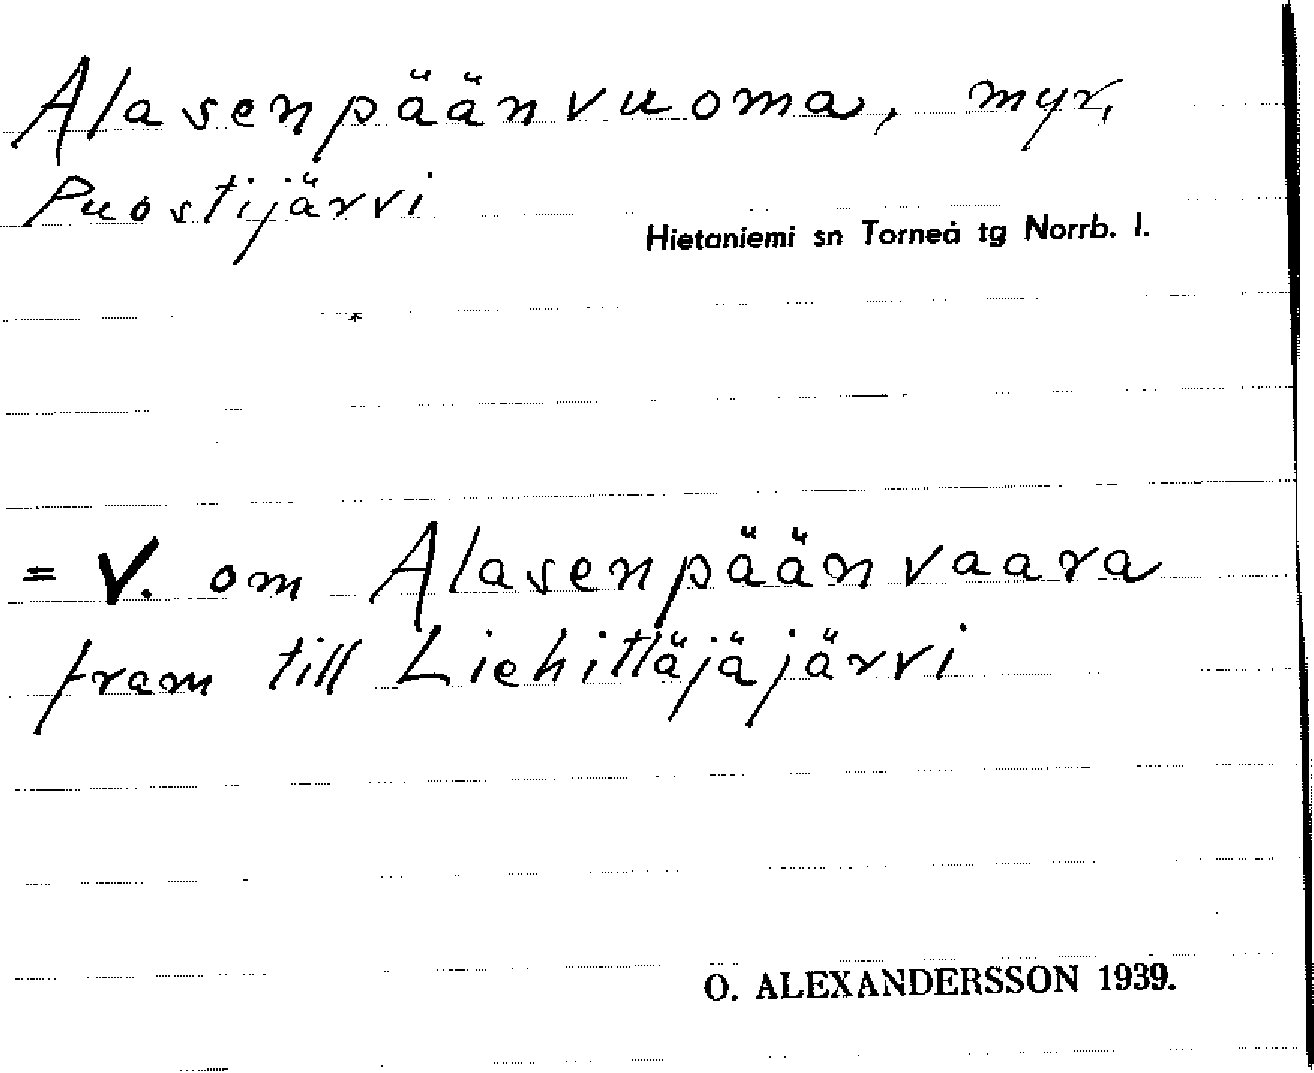 Alasenpäänvuoma, myr,
Puostijärvi
Hietaniemi sn Torneå tg Norrb. l.
= V. om Alasenpäänvaara
fram till Liehittäjäjärvi
O. ALEXANDERSSON 1939.